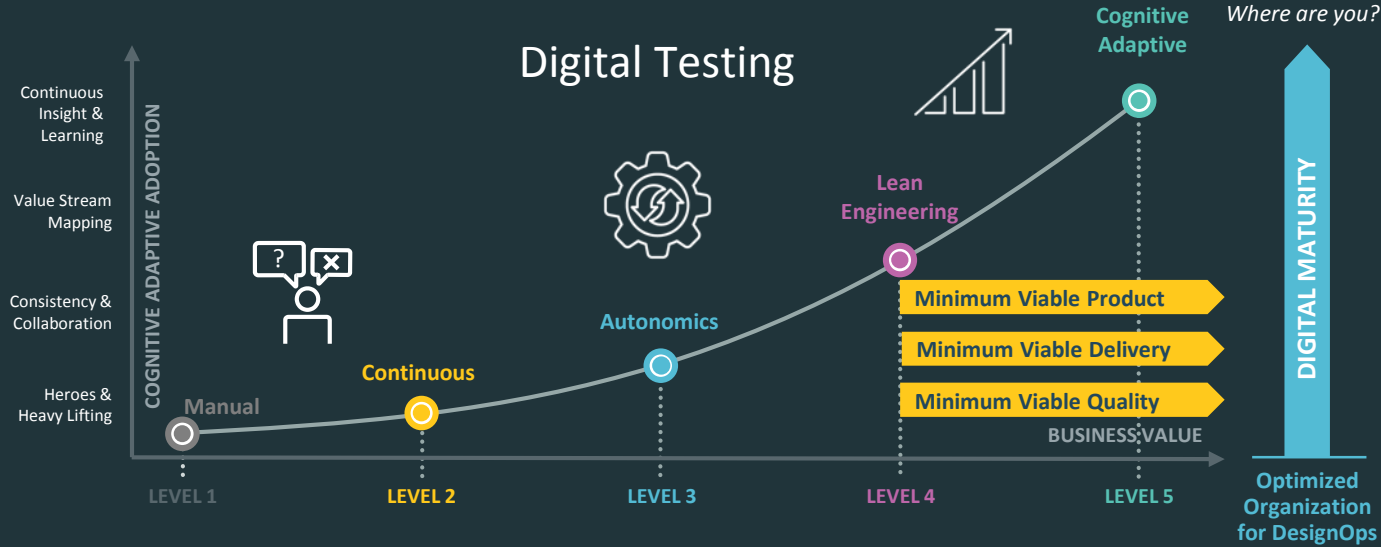 Digital Testing
Cognitive
Adaptive
Where are you?
COGNITIVE ADAPTIVE ADOPTION
Continuous
Insight &
Learning
Value Stream
Mapping
Consistency &
Collaboration
Heroes &
Heavy Lifting
?
Manual
Continuous
Autonomics
Lean
Engineering
Minimum Viable Product
Minimum Viable Delivery
Minimum Viable Quality
BUSINESS VALUE
LEVEL 1
LEVEL 2
LEVEL 3
LEVEL 4
LEVEL 5
DIGITAL MATURITY
Optimized
Organization
for DesignOps